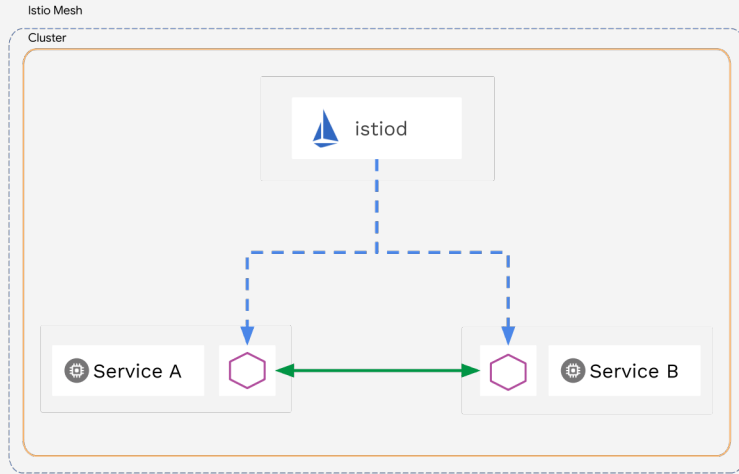 Istio Mesh
Cluster
istiod
Service A
Service B